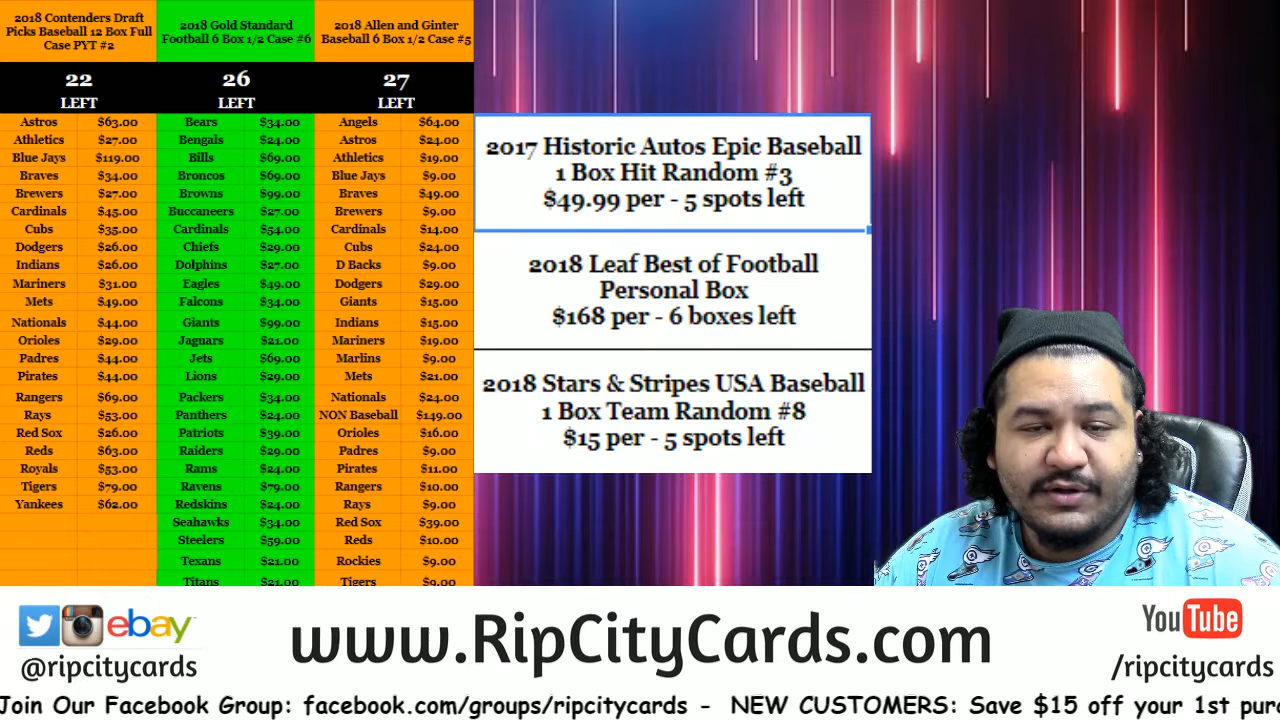 2018 Contenders Draft
Picks Baseball 12 Box Full
Case PYT #2
22
LEFT
Astros $63.00
Athletics $27.00
Blue Jays $119.00
Braves $34.00
Brewers $27.00
Cardinals $45.00
Cubs $35.00
Dodgers $26.00
Indians $26.00
Mariners $31.00
Mets $49.00
Nationals $44.00
Orioles $29.00
Padres $44.00
Pirates $44.00
Rangers $69.00
Rays $53.00
Red Sox $26.00
Reds $63.00
Royals $53.00
Tigers $79.00
Yankees $62.00
2018 Gold Standard
Football 6 Box 1/2 Case #6
26
LEFT
Bears $34.00
Bengals $24.00
Bills $69.00
Broncos $69.00
Browns $99.00
Buccaneers $27.00
Cardinals $54.00
Chiefs $29.00
Dolphins $27.00
Eagles $49.00
Falcons $34.00
Giants $99.00
Jaguars $21.00
Jets $69.00
Lions $29.00
Packers $34.00
Panthers $24.00
Patriots $39.00
Raiders $29.00
Rams $24.00
Ravens $79.00
Redskins $24.00
Seahawks $34.00
Steelers $59.00
Texans $21.00
Titans $21.00
2018 Allen and Ginter
Baseball 6 Box 1/2 Case #5
27
LEFT
Angels $64.00
Astros $24.00
Athletics $19.00
Blue Jays $9.00
Braves $49.00
Brewers $9.00
Cardinals $14.00
Cubs $24.00
D Backs $9.00
Dodgers $29.00
Giants $15.00
Indians $15.00
Mariners $19.00
Marlins $9.00
Mets $21.00
Nationals $24.00
NON Baseball $149.00
Orioles $16.00
Padres $9.00
Pirates $11.00
Rangers $10.00
Rays $9.00
Red Sox $39.00
Reds $10.00
Rockies $9.00
Tigers $9.00
2017 Historic Autos Epic Baseball
1 Box Hit Random #3
$49.99 per - 5 spots left
2018 Leaf Best of Football
Personal Box
$168 per - 6 boxes left
2018 Stars & Stripes USA Baseball
1 Box Team Random #8
$15 per - 5 spots left
ebay
@ripcitycards
www.RipCityCards.com
YouTube
/ripcitycards
Join Our Facebook Group: facebook.com/groups/ripcitycards - NEW CUSTOMERS: Save $15 off your 1st purc